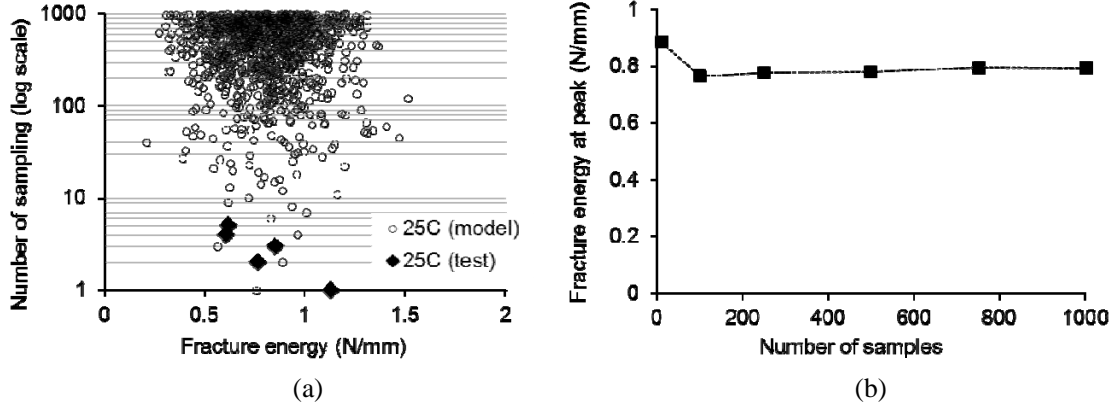 Number of sampling (log scale)
1000
100
10
1
0
0.5
1
1.5
2
Fracture energy (N/mm)
25C (model)
25C (test)
(a)
Fracture energy at peak (N/mm)
1
0.8
0.6
0.4
0.2
0
0
200
400
600
800
1000
Number of samples
(b)